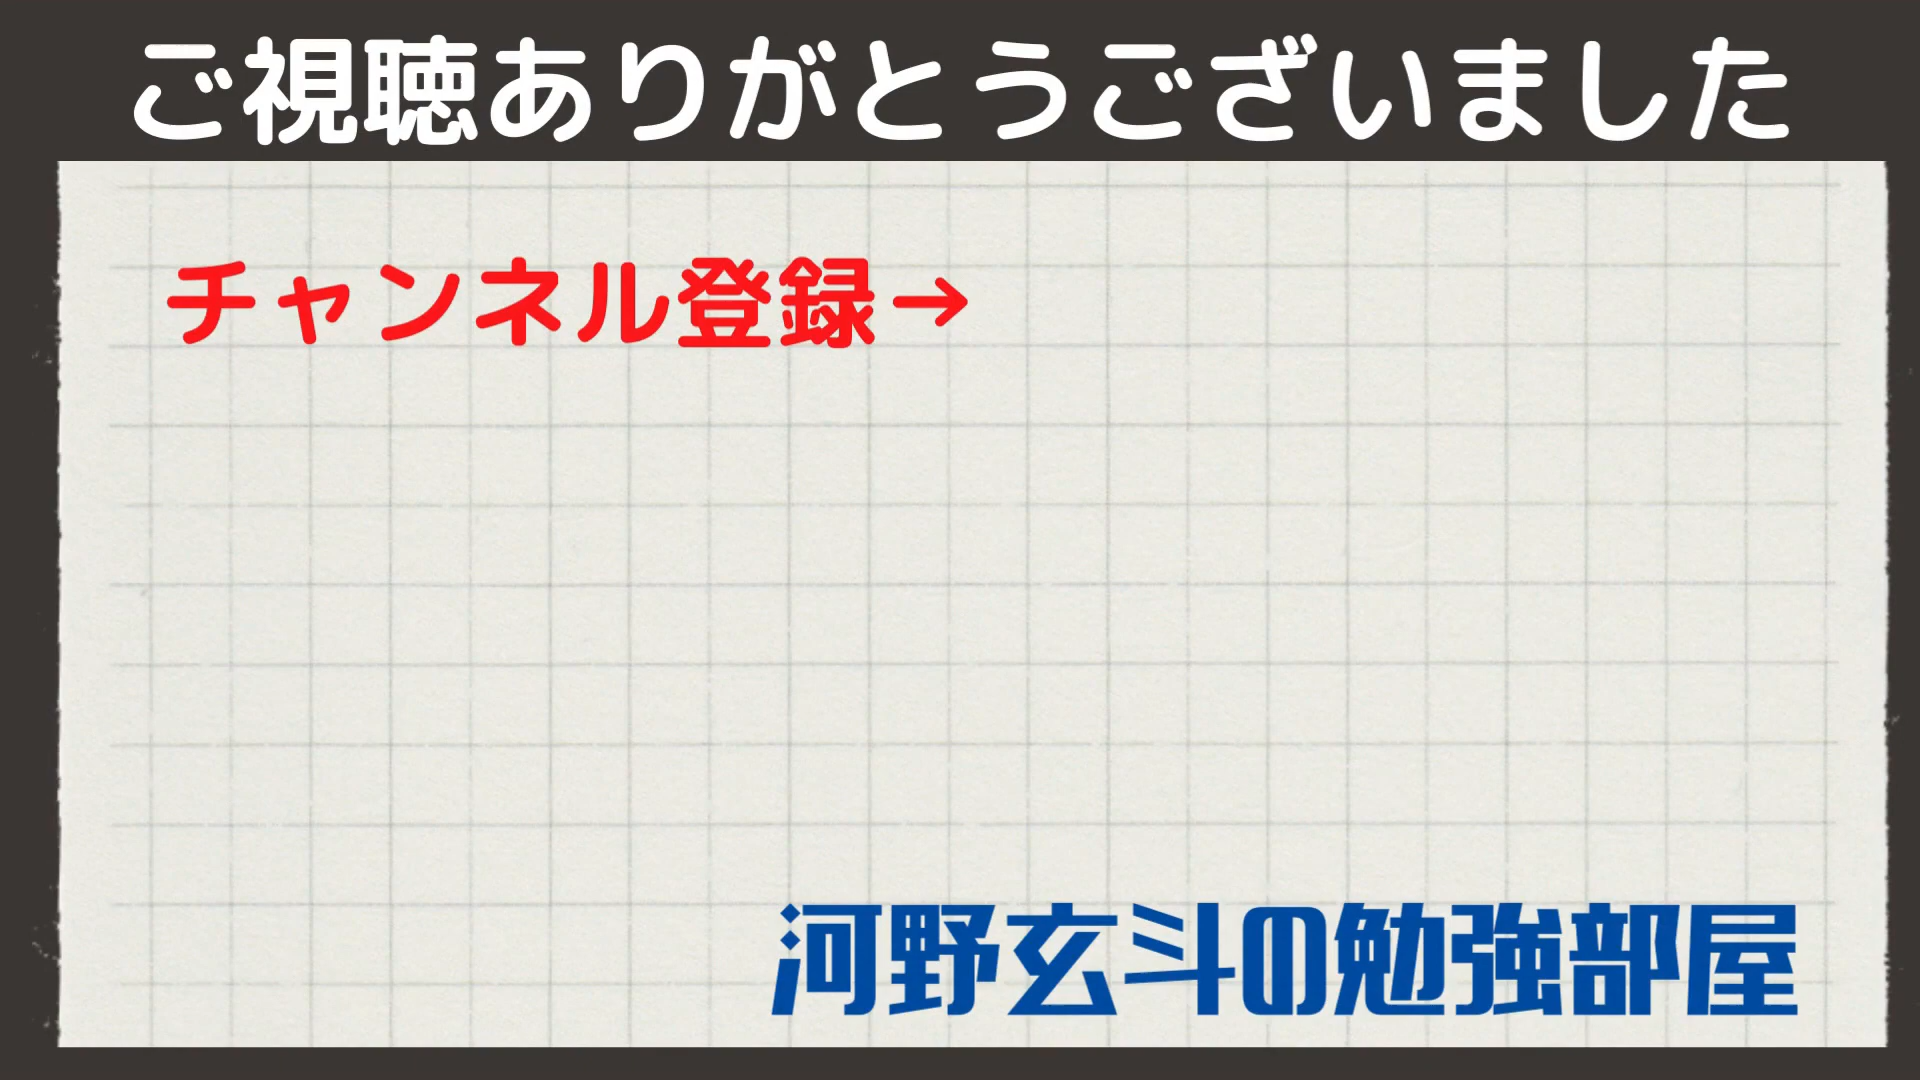 ご視聴ありがとうございました
チャンネル登録→
河野玄斗の勉強部屋